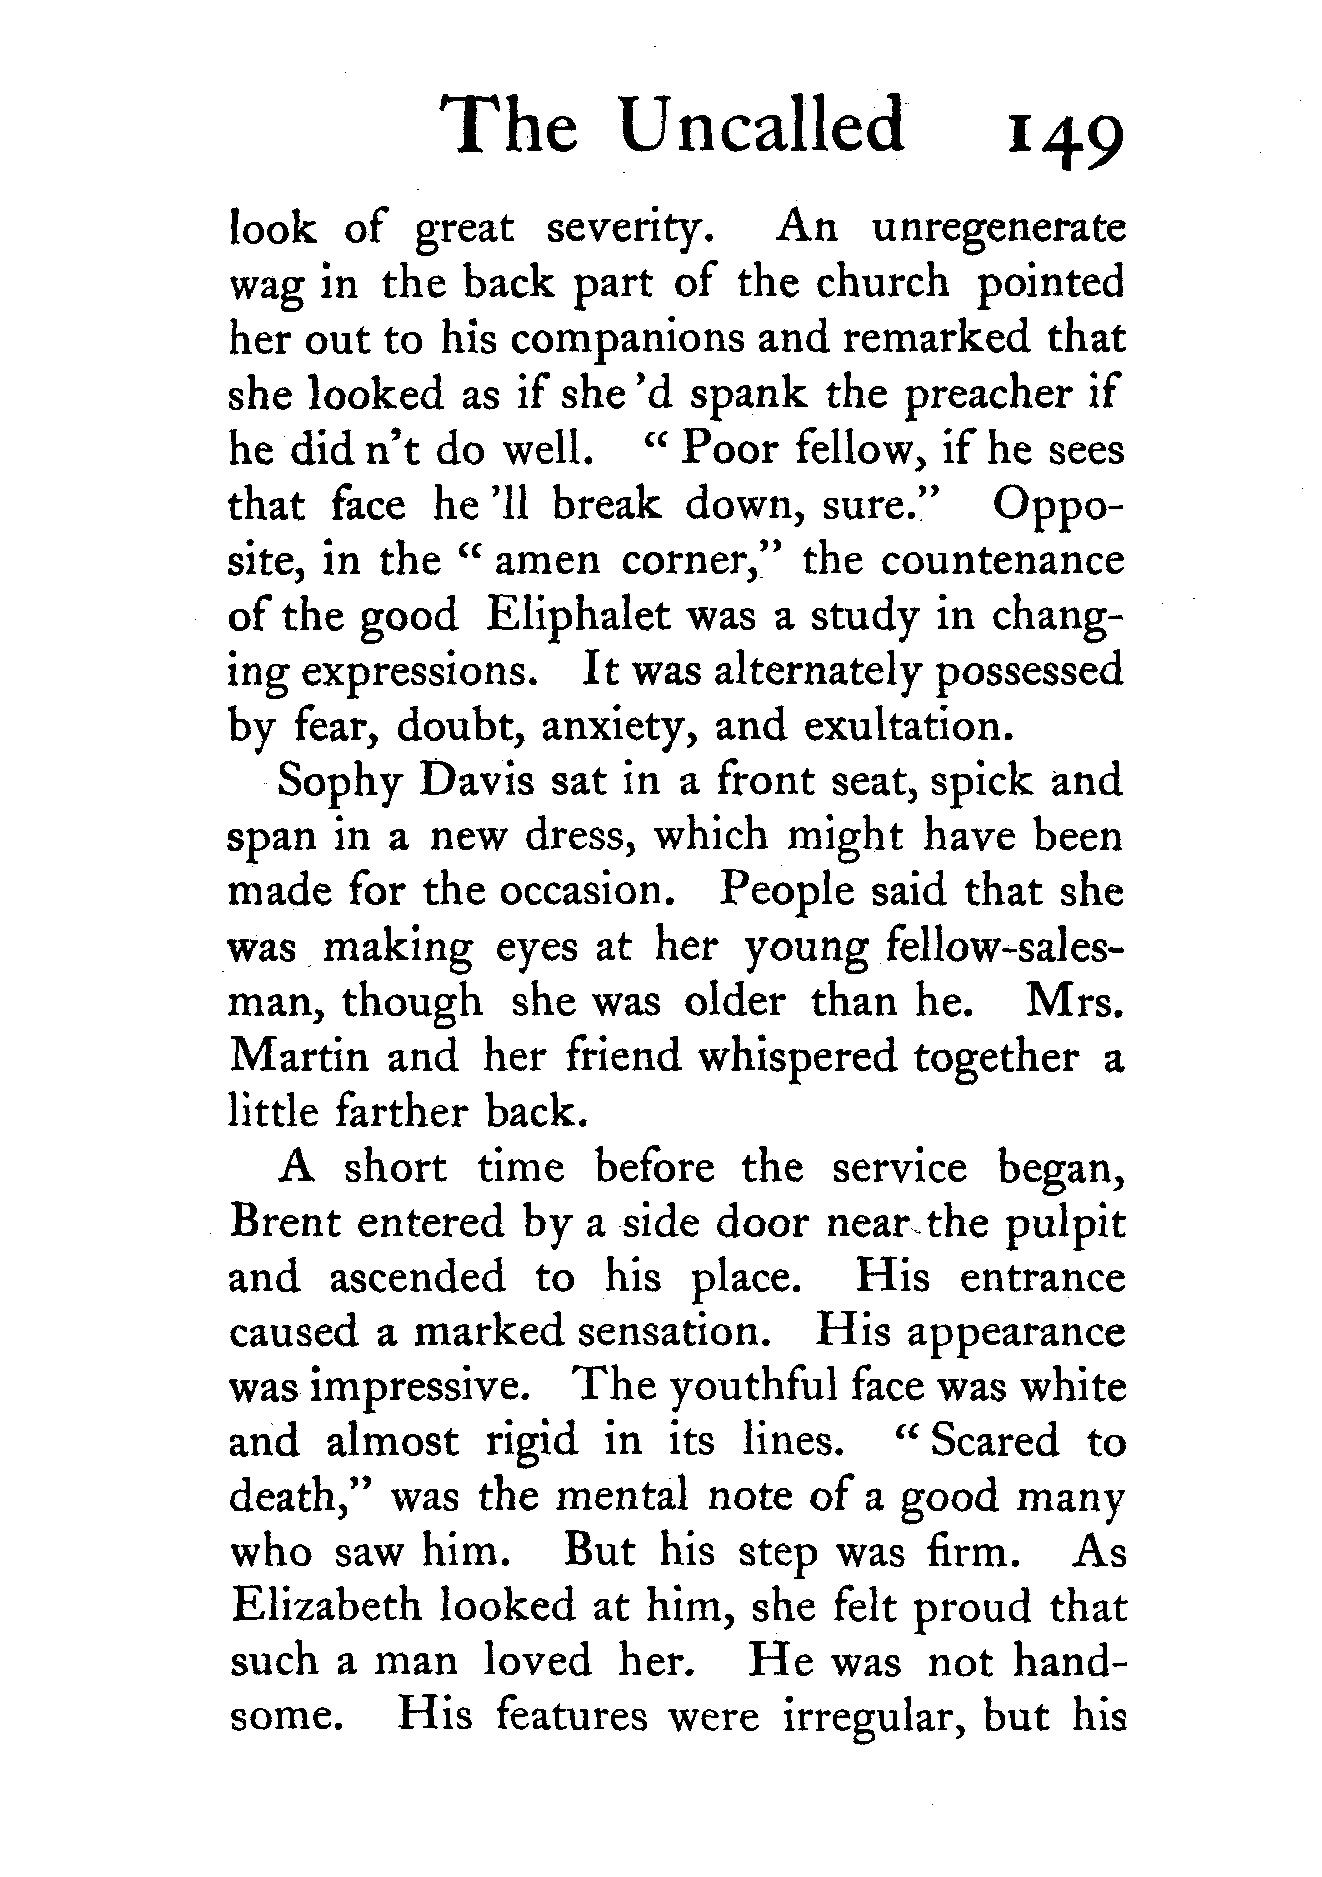 The Uncalled 149
look of great severity. An unregenerate
wag in the back part of the church pointed
her out to his companions and remarked that
she looked as if she 'd spank the preacher if
he did n't do well. " Poor fellow, if he sees
that face he 'll break down, sure." Oppo-
site, in the " amen corner," the countenance
of the good Eliphalet was a study in chang-
ing expressions. It was alternately possessed
by fear, doubt, anxiety, and exultation.
Sophy Davis sat in a front seat, spick and
span in a new dress, which might have been
made for the occasion. People said that she
was making eyes at her young fellow-sales-
man, though she was older than he. Mrs.
Martin and her friend whispered together a
little farther back.
A short time before the service began,
Brent entered by a side door near the pulpit
and ascended to his place. His entrance
caused a marked sensation. His appearance
was impressive. The youthful face was white
and almost rigid in its lines. " Scared to
death," was the mental note of a good many
who saw him. But his step was firm. As
Elizabeth looked at him, she felt proud that
such a man loved her. He was not hand-
some. His features were irregular, but his